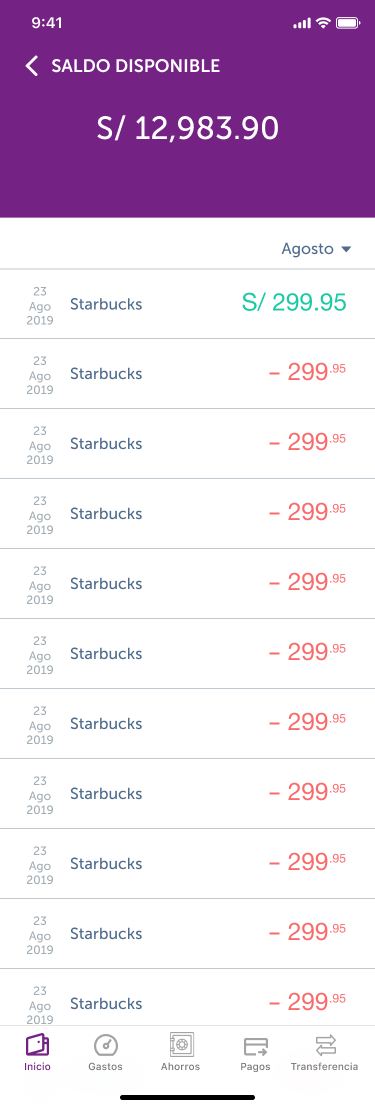 9:41
SALDO DISPONIBLE
S/ 12,983.90
Agosto
23
Ago
2019
Starbucks
S/ 299.95
23
Ago
2019
Starbucks
– 299.95
23
Ago
2019
Starbucks
– 299.95
23
Ago
2019
Starbucks
– 299.95
23
Ago
2019
Starbucks
– 299.95
23
Ago
2019
Starbucks
– 299.95
23
Ago
2019
Starbucks
– 299.95
23
Ago
2019
Starbucks
– 299.95
23
Ago
2019
Starbucks
– 299.95
23
Ago
2019
Starbucks
– 299.95
23
Ago
2019
Starbucks
– 299.95
Inicio
Gastos
Ahorros
Pagos
Transferencia